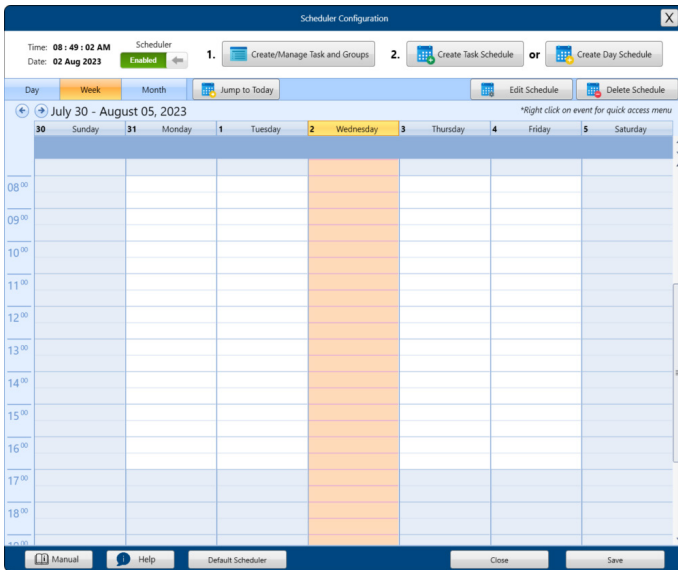 Scheduler Configuration
X
Time: 08 : 49 : 02 AM
Date: 02 Aug 2023
Scheduler
Enabled
1. Create/Manage Task and Groups
2. Create Task Schedule or Create Day Schedule
Day Week Month Jump to Today Edit Schedule Delete Schedule
July 30 - August 05, 2023 *Right click on event for quick access menu
30 Sunday 31 Monday 1 Tuesday 2 Wednesday 3 Thursday 4 Friday 5 Saturday
08 00
09 00
10 00
11 00
12 00
13 00
14 00
15 00
16 00
17 00
18 00
19 00
Manual Help Default Scheduler Close Save